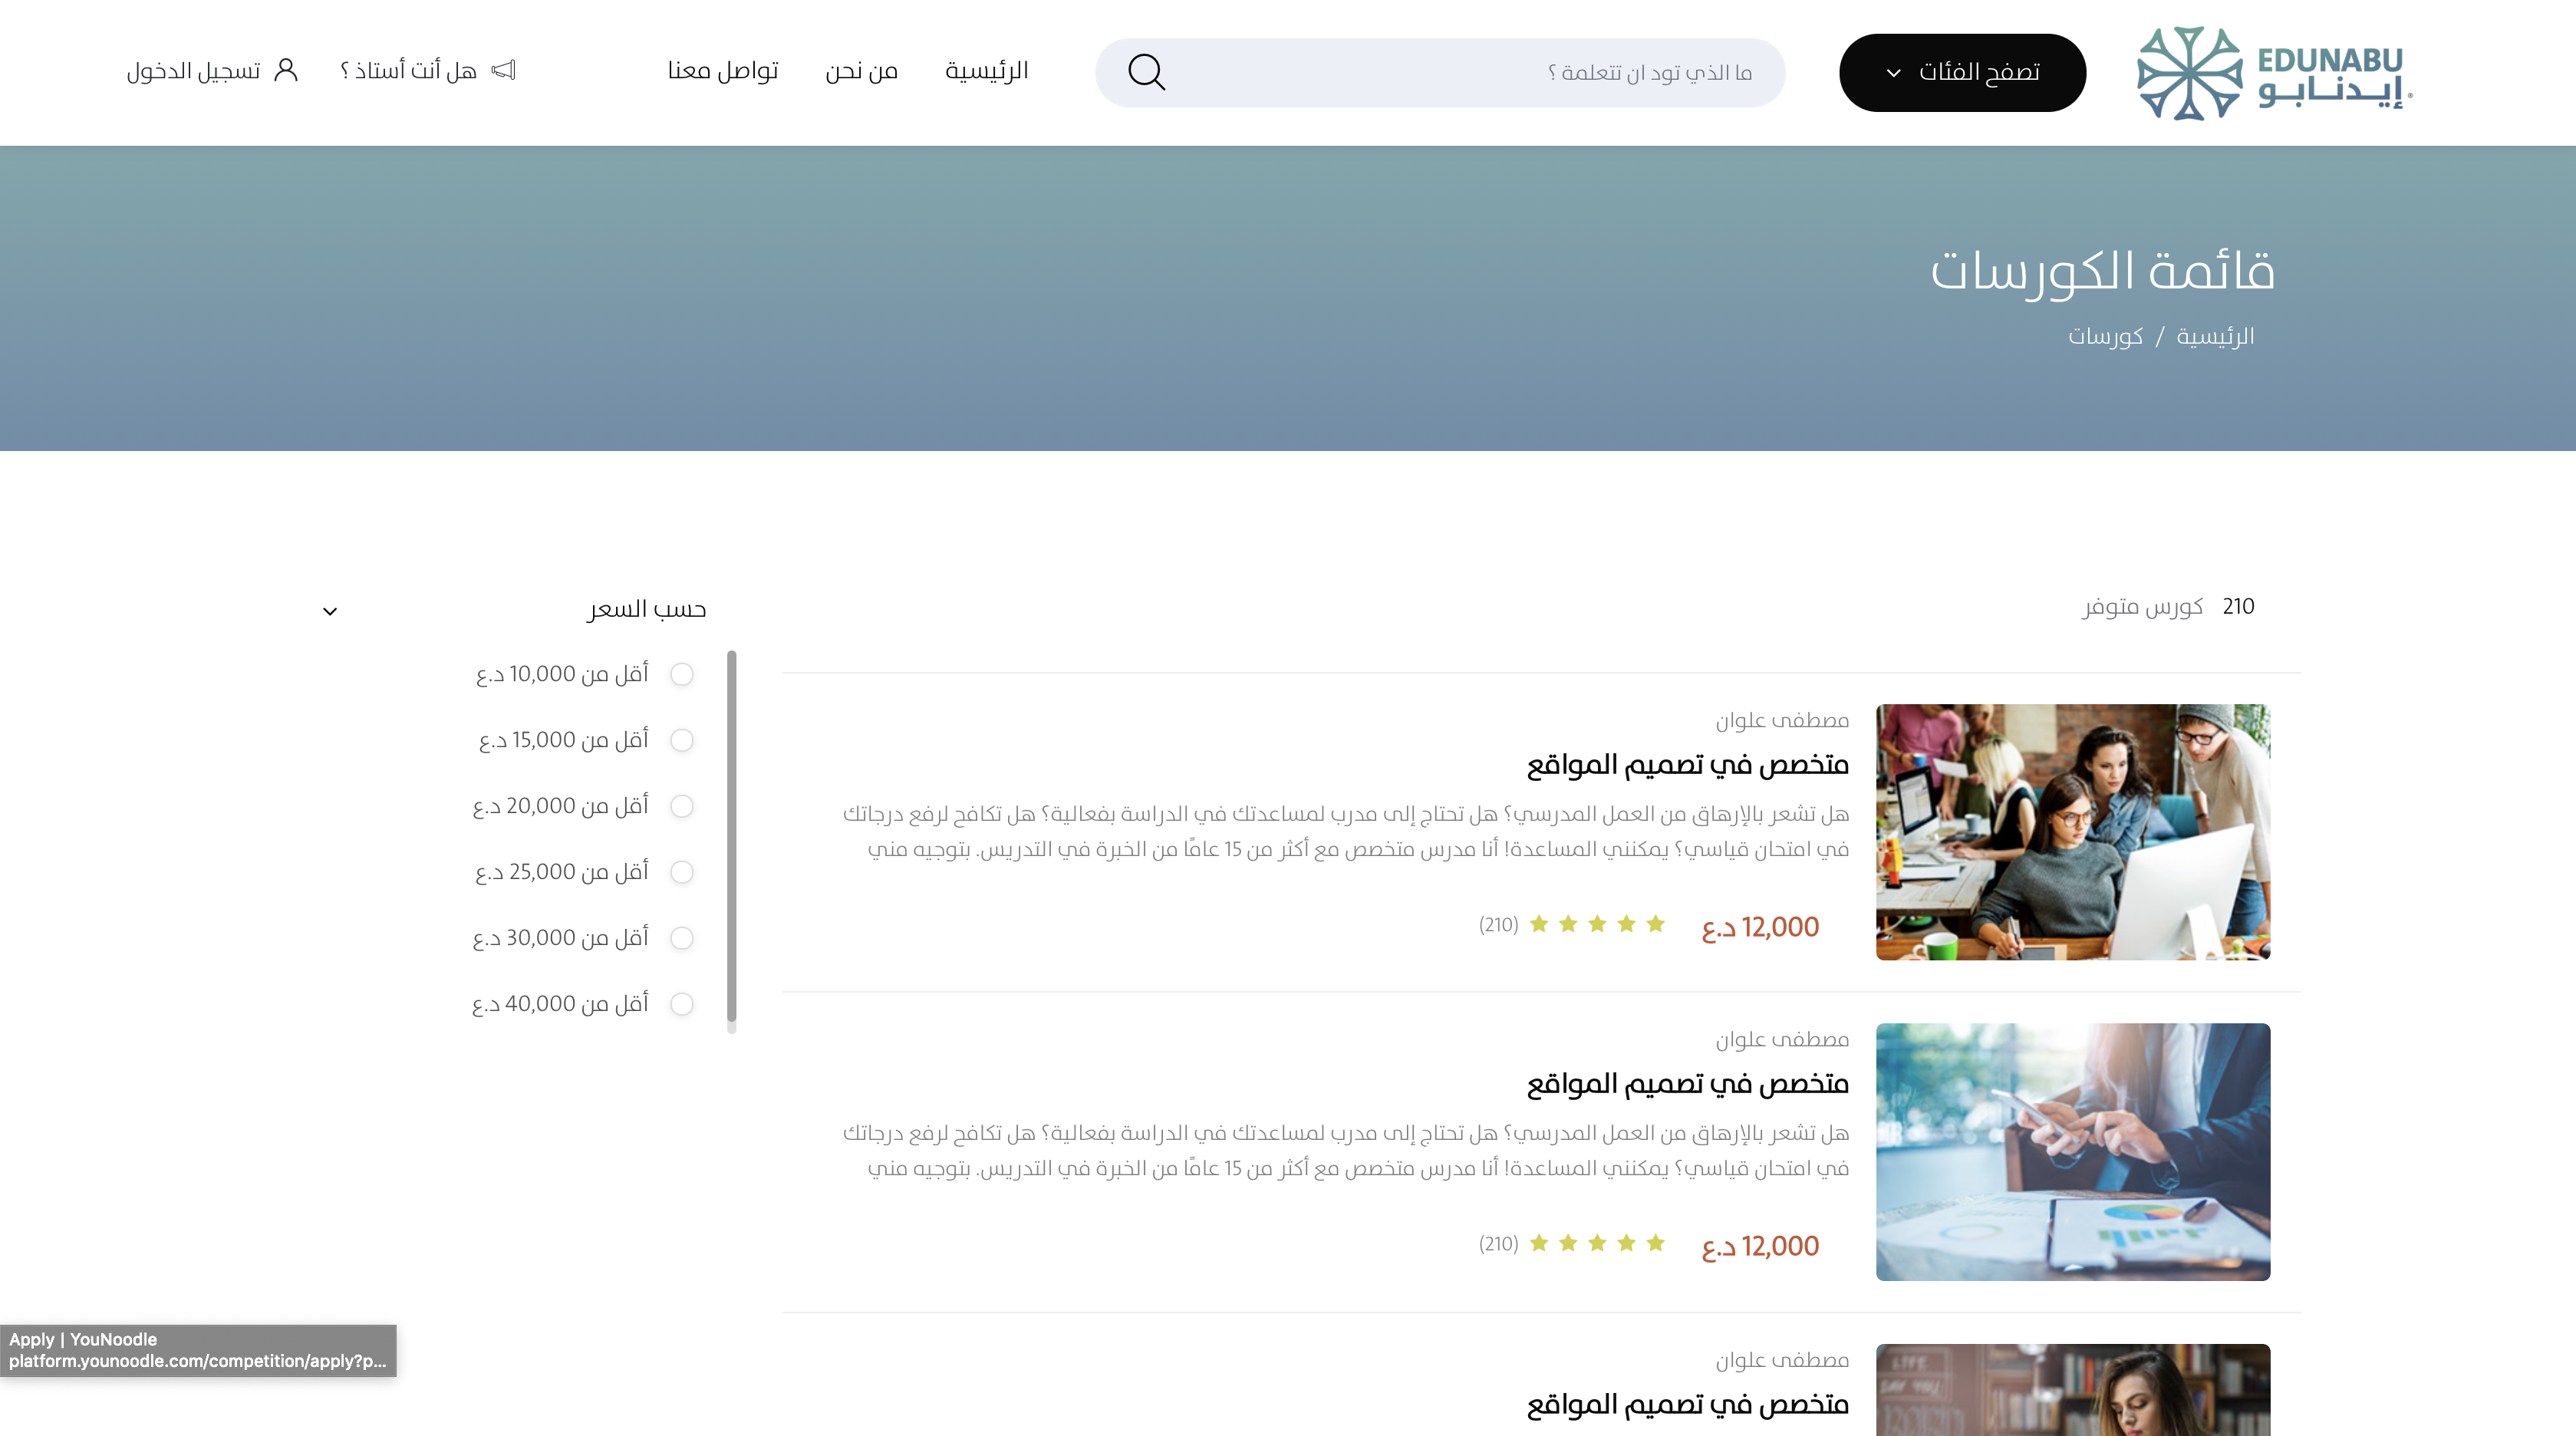 EDUNABU
إيدنابو
تصفح الفئات
ما الذي تود ان تتعلمة ؟
الرئيسية
من نحن
تواصل معنا
هل أنت أستاذ ؟
تسجيل الدخول
قائمة الكورسات
الرئيسية / كورسات
210 كورس متوفر
مصطفى علوان
متخصص في تصميم المواقع
هل تشعر بالإرهاق من العمل المدرسي؟ هل تحتاج إلى مدرب لمساعدتك في الدراسة بفعالية؟ هل تكافح لرفع درجاتك
في امتحان قياسي؟ يمكنني المساعدة! أنا مدرس متخصص مع أكثر من 15 عامًا من الخبرة في التدريس. بتوجيه مني
12,000 د.ع (210)
مصطفى علوان
متخصص في تصميم المواقع
هل تشعر بالإرهاق من العمل المدرسي؟ هل تحتاج إلى مدرب لمساعدتك في الدراسة بفعالية؟ هل تكافح لرفع درجاتك
في امتحان قياسي؟ يمكنني المساعدة! أنا مدرس متخصص مع أكثر من 15 عامًا من الخبرة في التدريس. بتوجيه مني
12,000 د.ع (210)
مصطفى علوان
متخصص في تصميم المواقع
حسب السعر
أقل من 10,000 د.ع
أقل من 15,000 د.ع
أقل من 20,000 د.ع
أقل من 25,000 د.ع
أقل من 30,000 د.ع
أقل من 40,000 د.ع
Apply | YouNoodle
platform.younoodle.com/competition/apply?p...